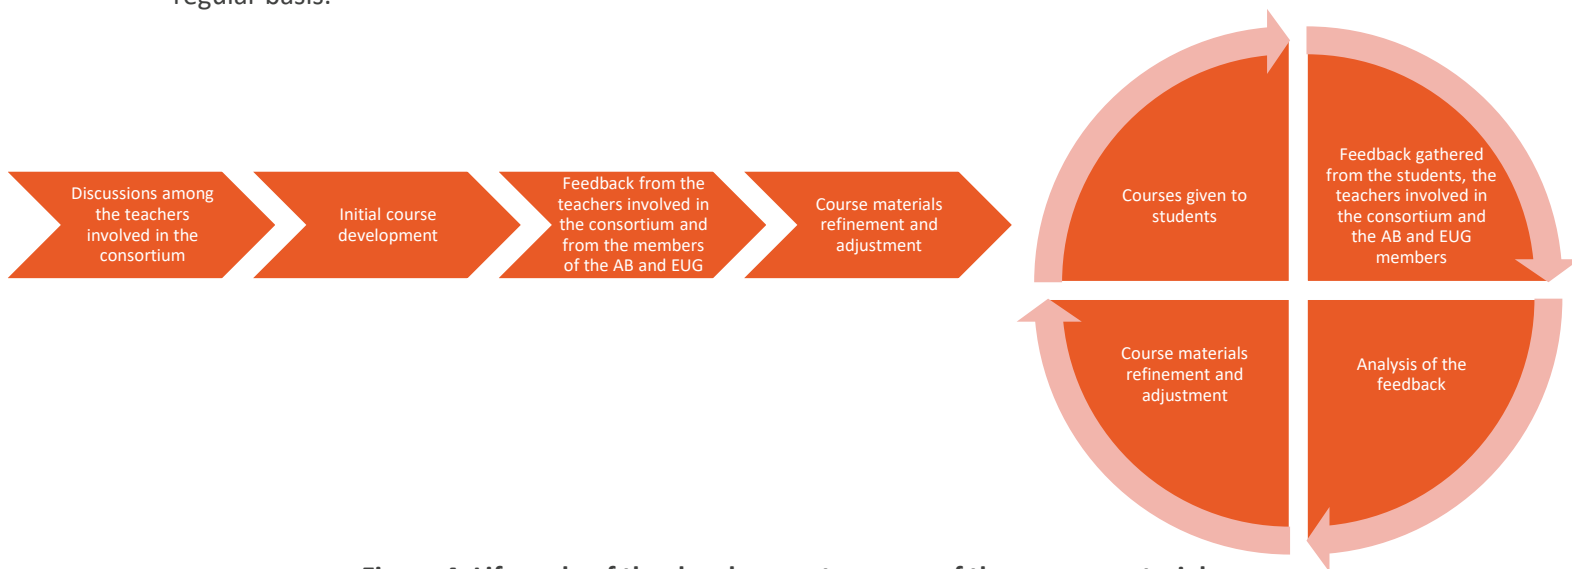 regular basis.
Discussions among
the teachers
involved in the
consortium
Initial course
development
Feedback from the
teachers involved in
the consortium and
from the members
of the AB and EUG
Course materials
refinement and
adjustment
Courses given to
students
Feedback gathered
from the students, the
teachers involved in
the consortium and
the AB and EUG
members
Course materials
refinement and
adjustment
Analysis of the
feedback